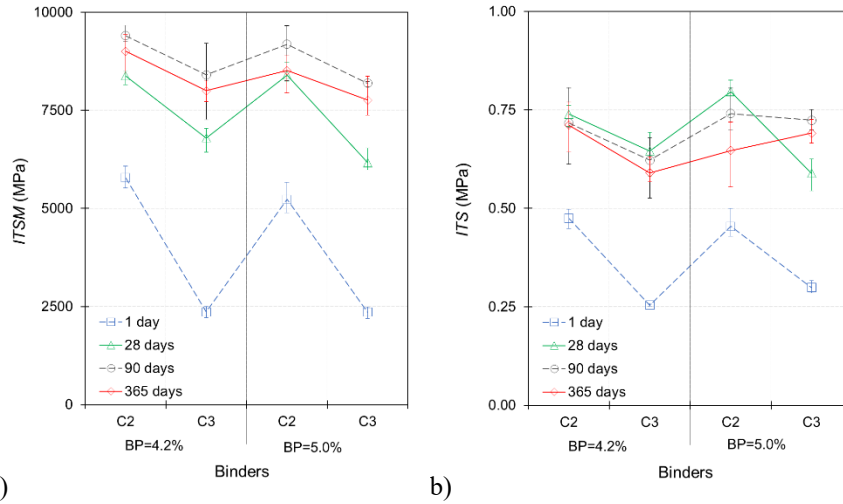 10000
7500
5000
2500
0
ITSM (MPa)
1 day
28 days
90 days
365 days
C2 C3 C2 C3
BP=4.2% BP=5.0%
Binders
)
1.00
0.75
0.50
0.25
0.00
ITS (MPa)
1 day
28 days
90 days
365 days
C2 C3 C2 C3
BP=4.2% BP=5.0%
Binders
b)